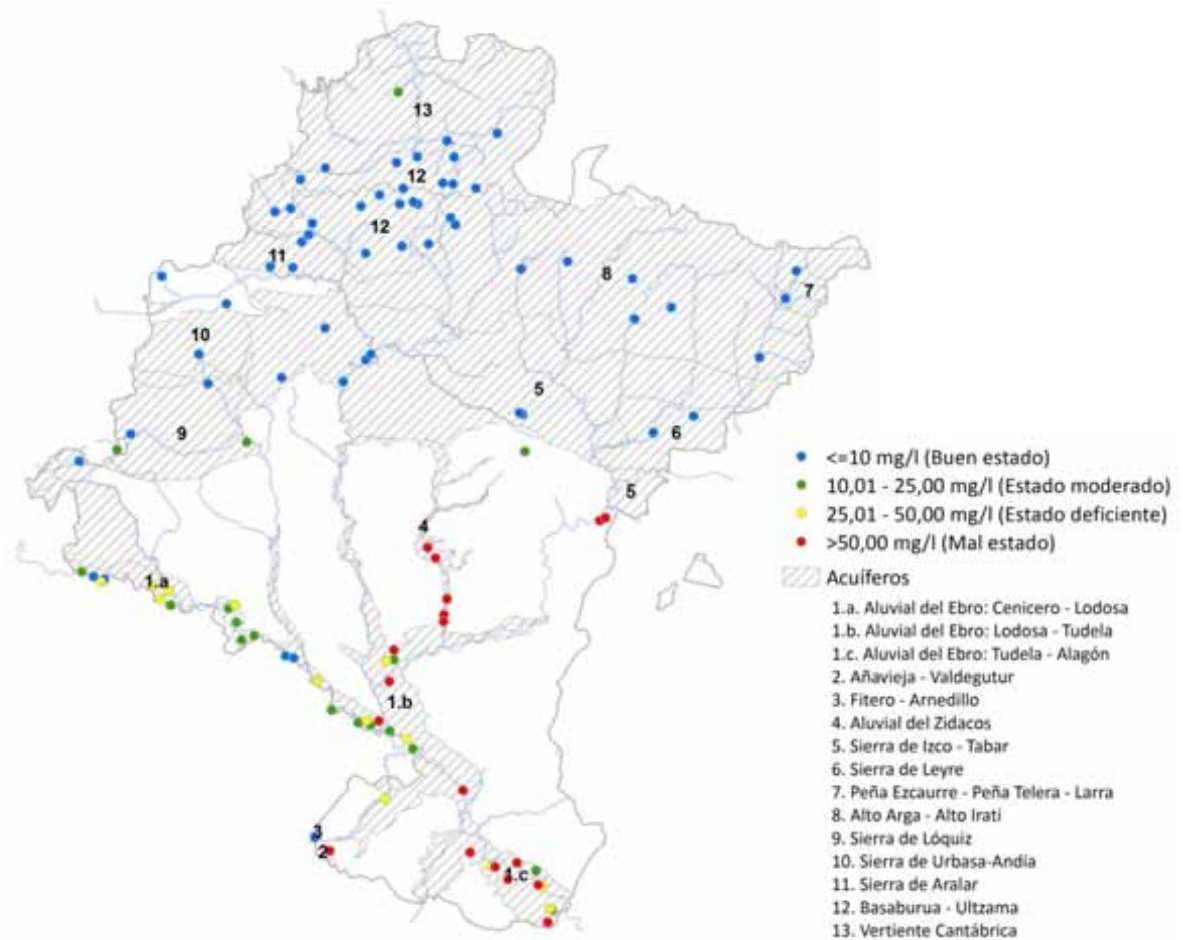 13
12
12
11
8
7
10
5
9
6
5
4
1.a
1.b
3
2
1.c
<=10 mg/l (Buen estado)
10,01 - 25,00 mg/l (Estado moderado)
25,01 - 50,00 mg/l (Estado deficiente)
>50,00 mg/l (Mal estado)
Acuíferos
1.a. Aluvial del Ebro: Cenicero - Lodosa
1.b. Aluvial del Ebro: Lodosa - Tudela
1.c. Aluvial del Ebro: Tudela - Alagón
2. Añavieja - Valdegutur
3. Fitero - Arnedillo
4. Aluvial del Zidacos
5. Sierra de Izco - Tabar
6. Sierra de Leyre
7. Peña Ezcaurre - Peña Telera - Larra
8. Alto Arga - Alto Irati
9. Sierra de Lóquiz
10. Sierra de Urbasa-Andía
11. Sierra de Aralar
12. Basaburua - Ultzama
13. Vertiente Cantábrica